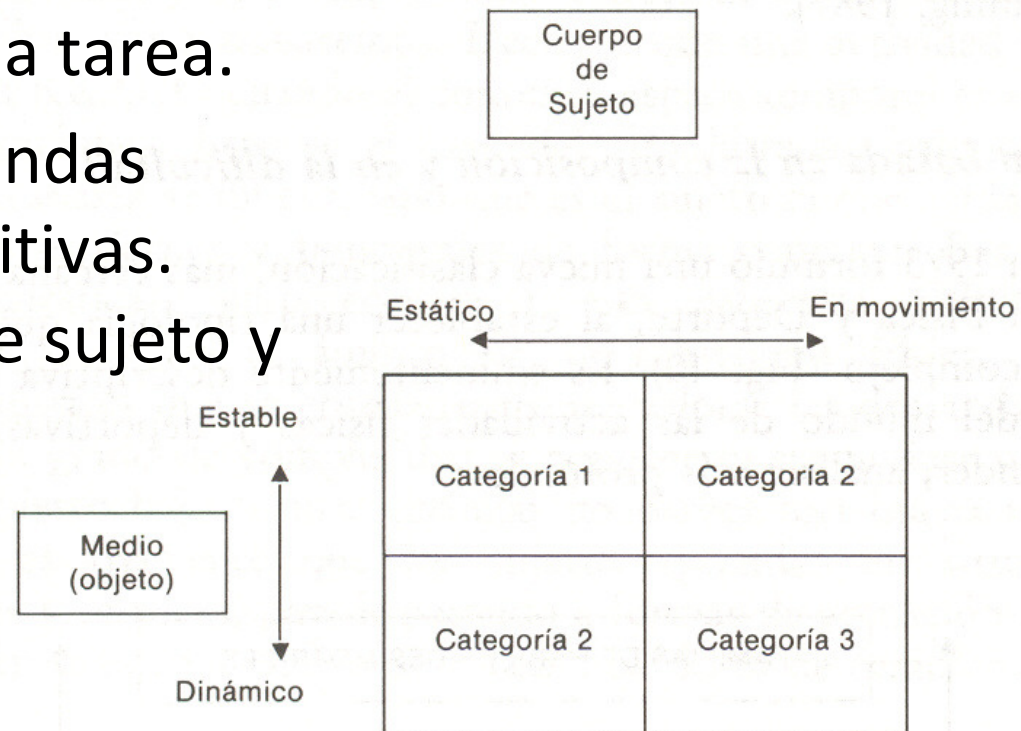 a tarea.
ndas
itivas.
e sujeto y
Cuerpo
de
Sujeto
Estático
En movimiento
Estable
Medio
(objeto)
Dinámico
Categoría 1
Categoría 2
Categoría 2
Categoría 3